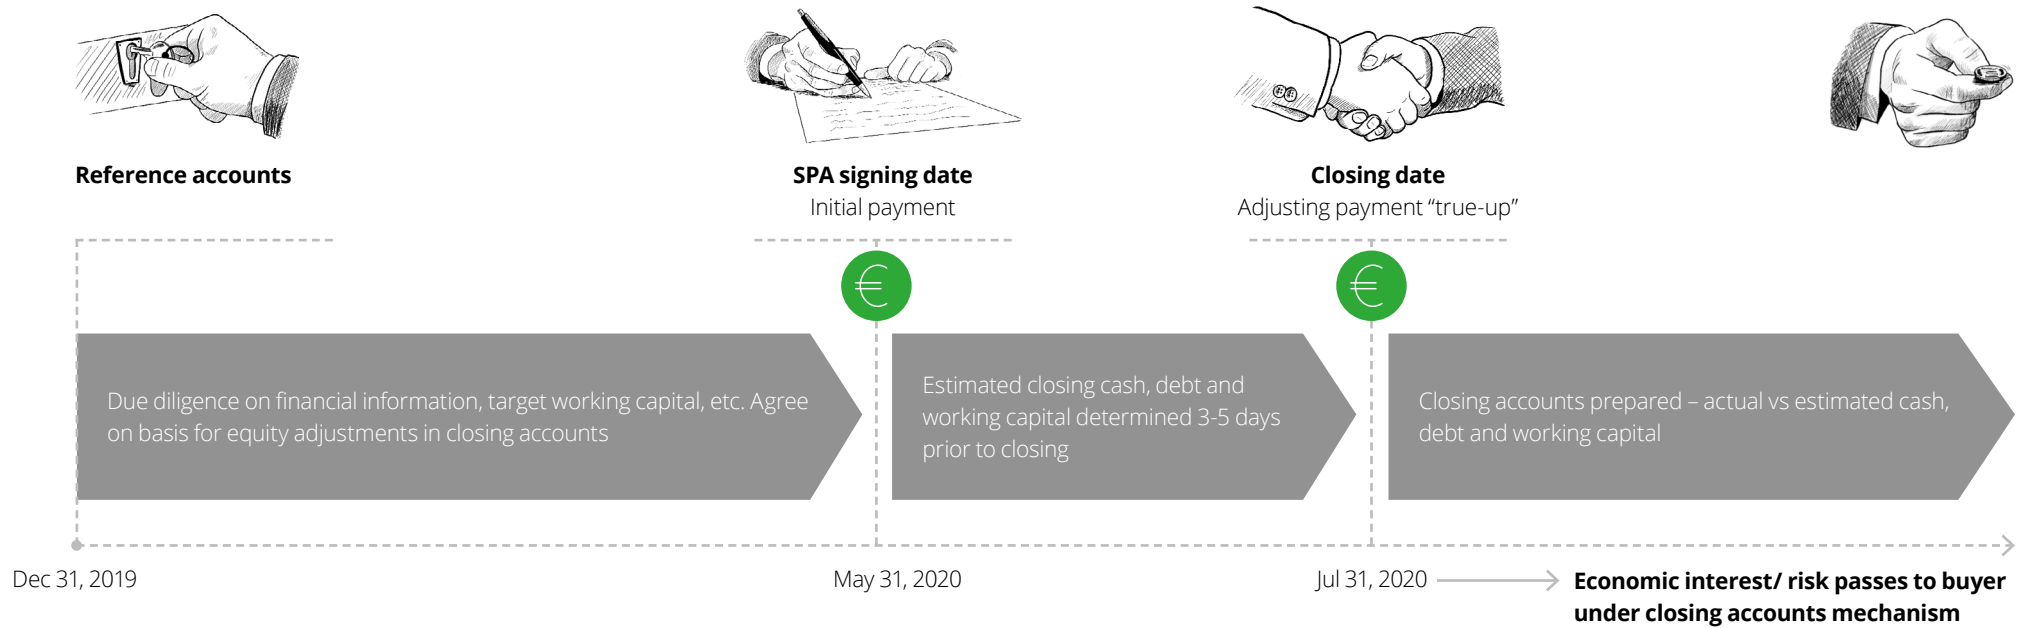 Reference accounts
SPA signing date
Initial payment
Closing date
Adjusting payment “true-up”
€
€
Due diligence on financial information, target working capital, etc. Agree
on basis for equity adjustments in closing accounts
Estimated closing cash, debt and
working capital determined 3-5 days
prior to closing
Closing accounts prepared – actual vs estimated cash,
debt and working capital
Dec 31, 2019
May 31, 2020
Jul 31, 2020
Economic interest/ risk passes to buyer
under closing accounts mechanism